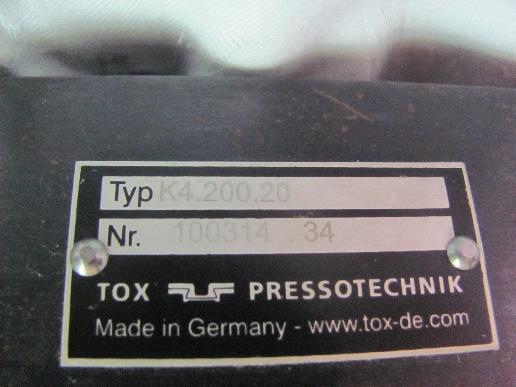 Typ K4.200.20
Nr. 100314 . 34
TOX PRESSOTECHNIK
Made in Germany - www.tox-de.com